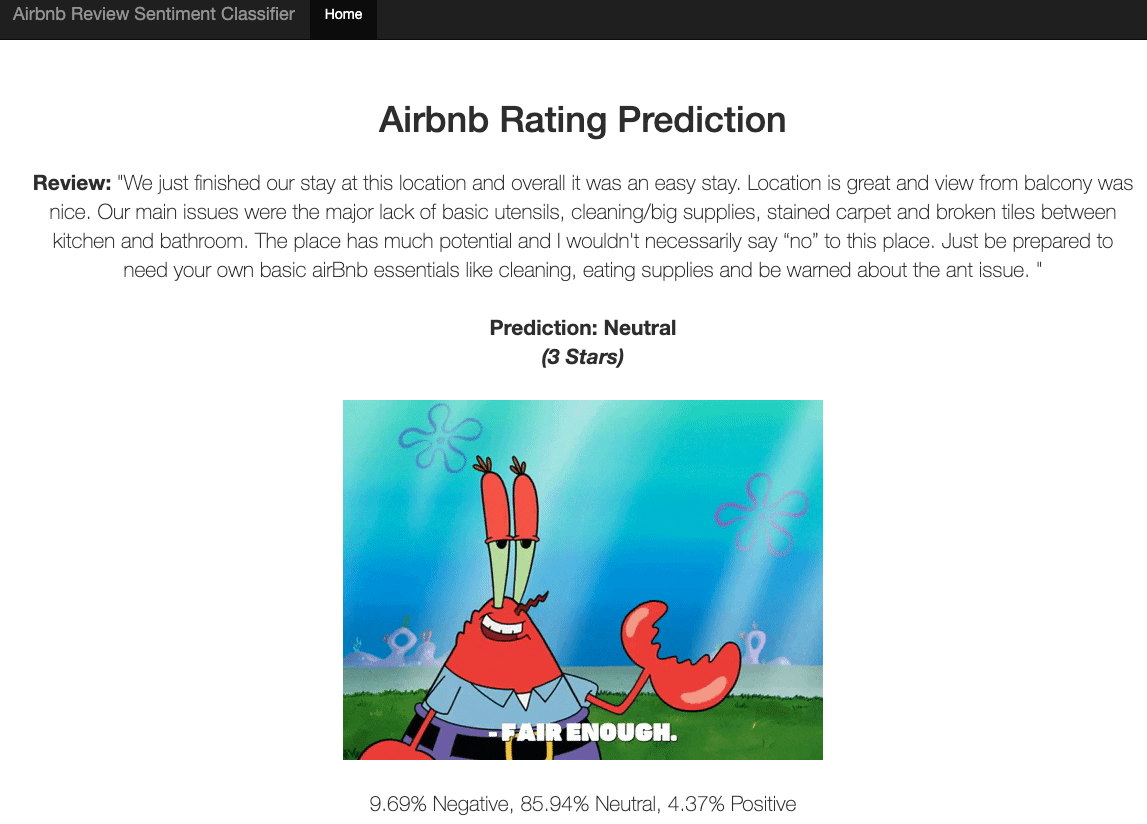 Airbnb Review Sentiment Classifier Home
Airbnb Rating Prediction
Review: "We just finished our stay at this location and overall it was an easy stay. Location is great and view from balcony was
nice. Our main issues were the major lack of basic utensils, cleaning/big supplies, stained carpet and broken tiles between
kitchen and bathroom. The place has much potential and I wouldn't necessarily say “no” to this place. Just be prepared to
need your own basic airBnb essentials like cleaning, eating supplies and be warned about the ant issue. "
Prediction: Neutral
(3 Stars)
- FAIR ENOUGH.
9.69% Negative, 85.94% Neutral, 4.37% Positive